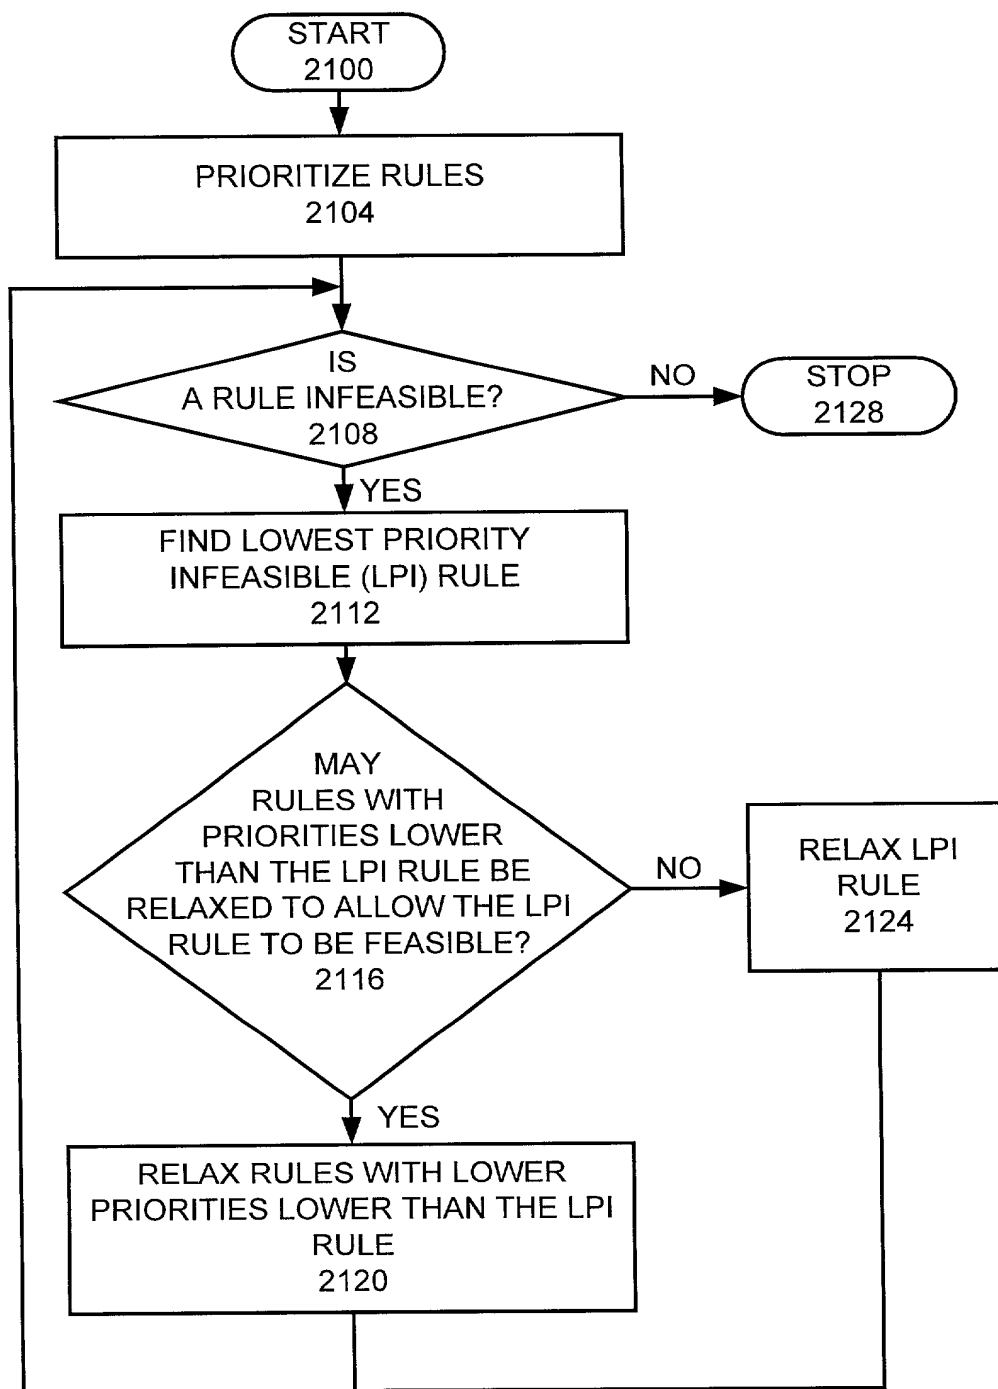 START
2100
PRIORITIZE RULES
2104
IS
A RULE INFEASIBLE?
2108
NO
STOP
2128
YES
FIND LOWEST PRIORITY
INFEASIBLE (LPI) RULE
2112
MAY
RULES WITH
PRIORITIES LOWER
THAN THE LPI RULE BE
RELAXED TO ALLOW THE LPI
RULE TO BE FEASIBLE?
2116
NO
RELAX LPI
RULE
2124
YES
RELAX RULES WITH LOWER
PRIORITIES LOWER THAN THE LPI
RULE
2120